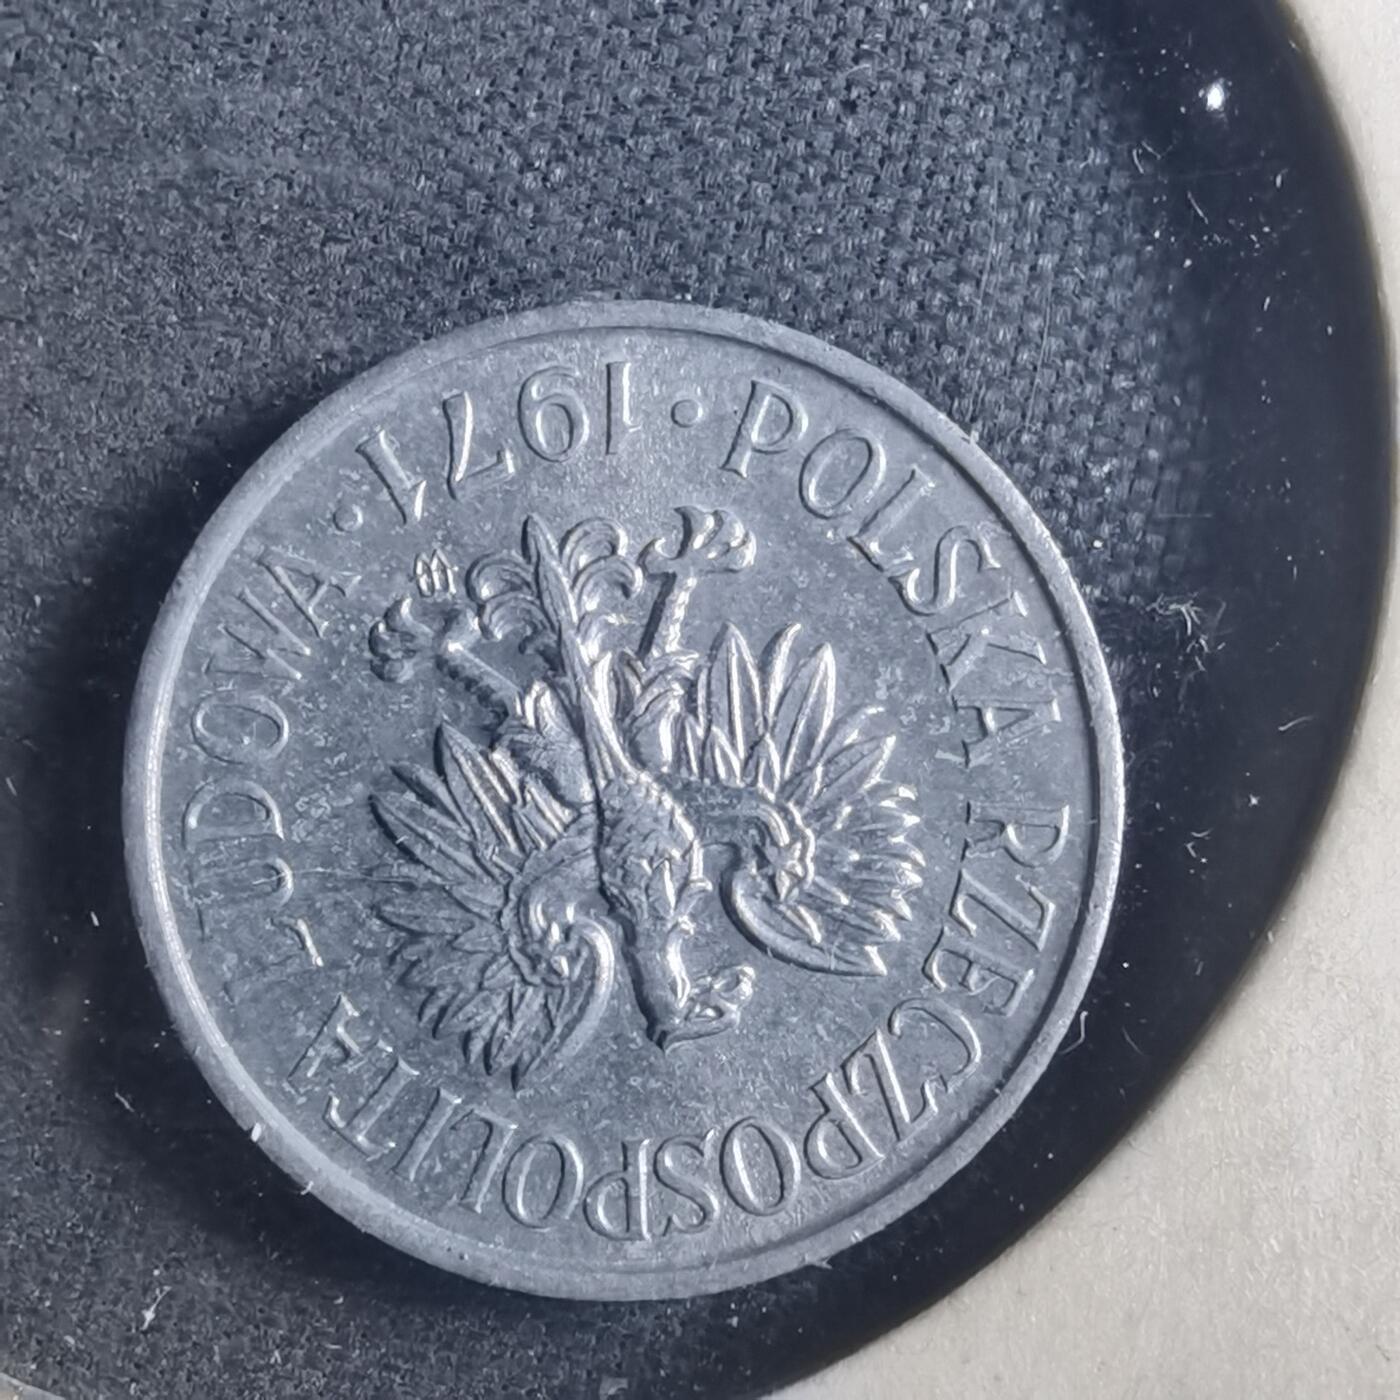 POLSKA RZECZPOSPOLITA LUDOWA · 1971 ·